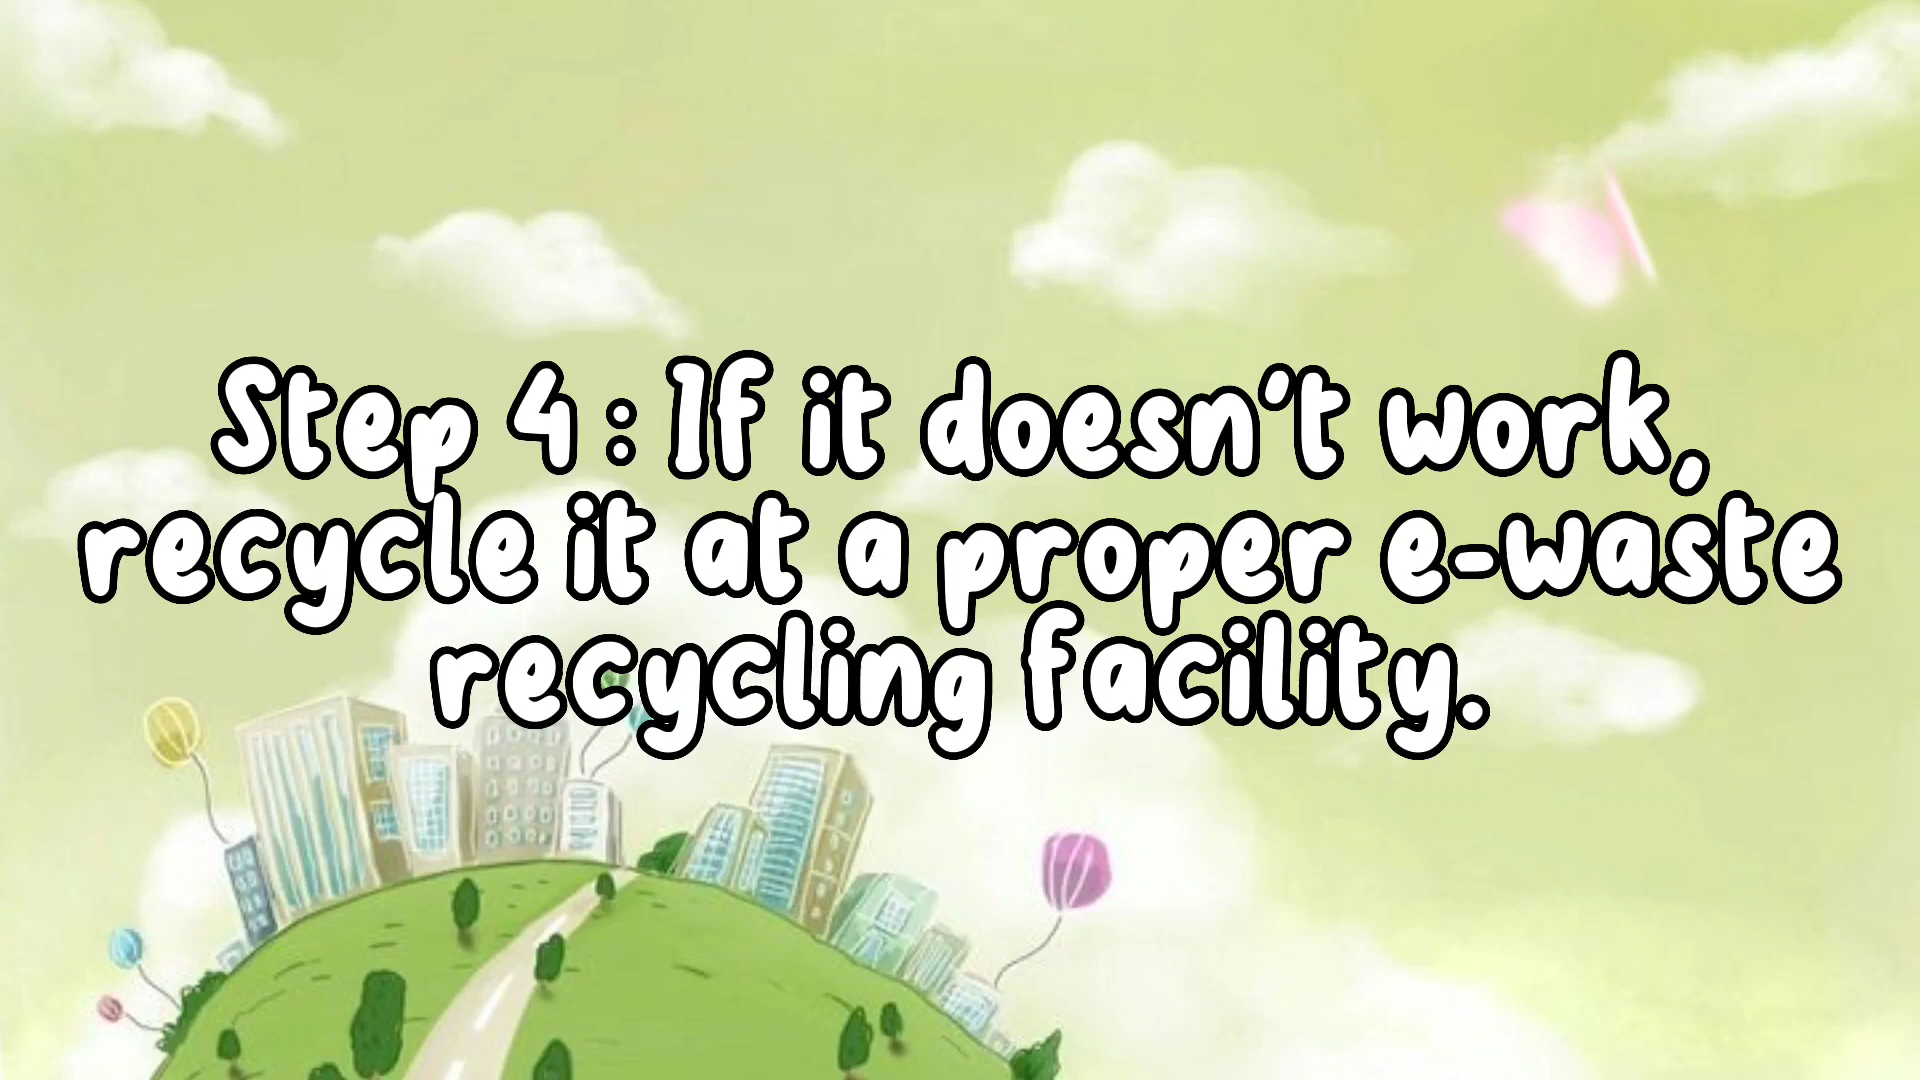 Step 4 : If it doesn't work,
recycle it at a proper e-waste
recycling facility.